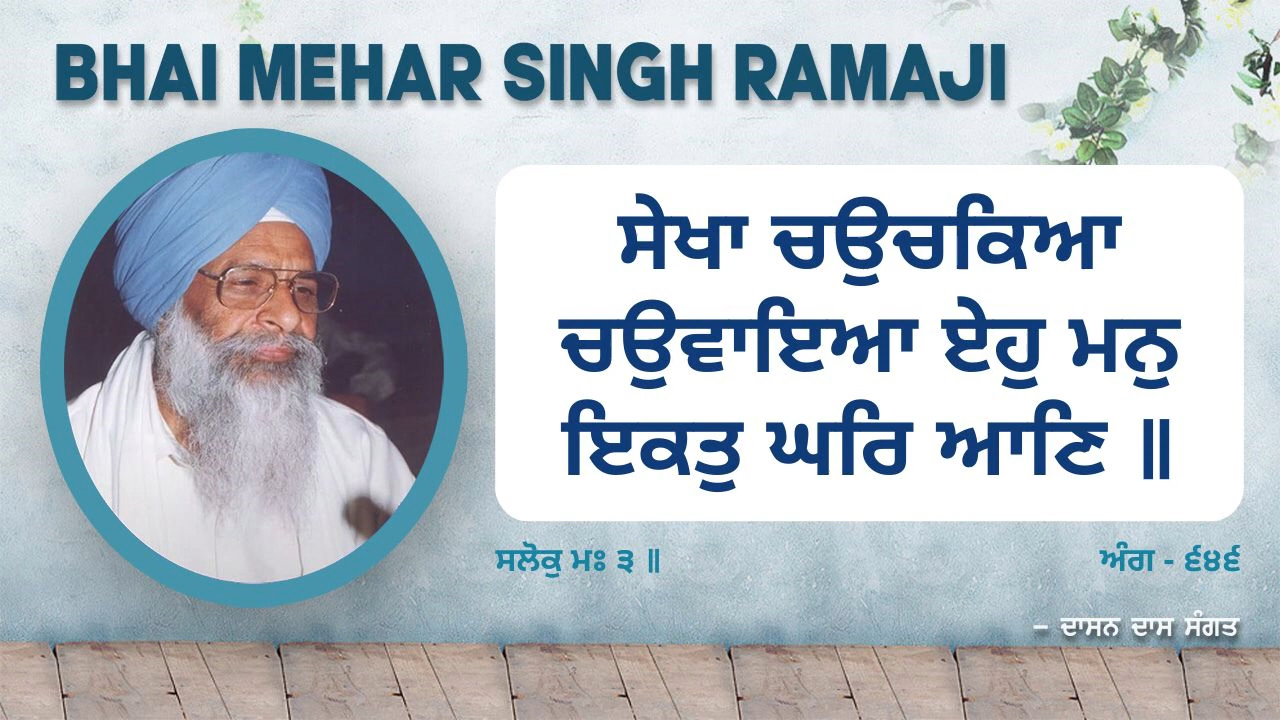 BHAI MEHAR SINGH RAMAJI
ਸੇਖਾ ਚਉਚਕਿਆ
ਚਉਵਾਇਆ ਏਹੁ ਮਨੁ
ਇਕਤੁ ਘਰਿ ਆਣਿ ॥
ਸਲੋਕੁ ਮਃ ੩ ॥
ਅੰਗ - ੬੪੬
– ਦਾਸਨ ਦਾਸ ਸੰਗਤ